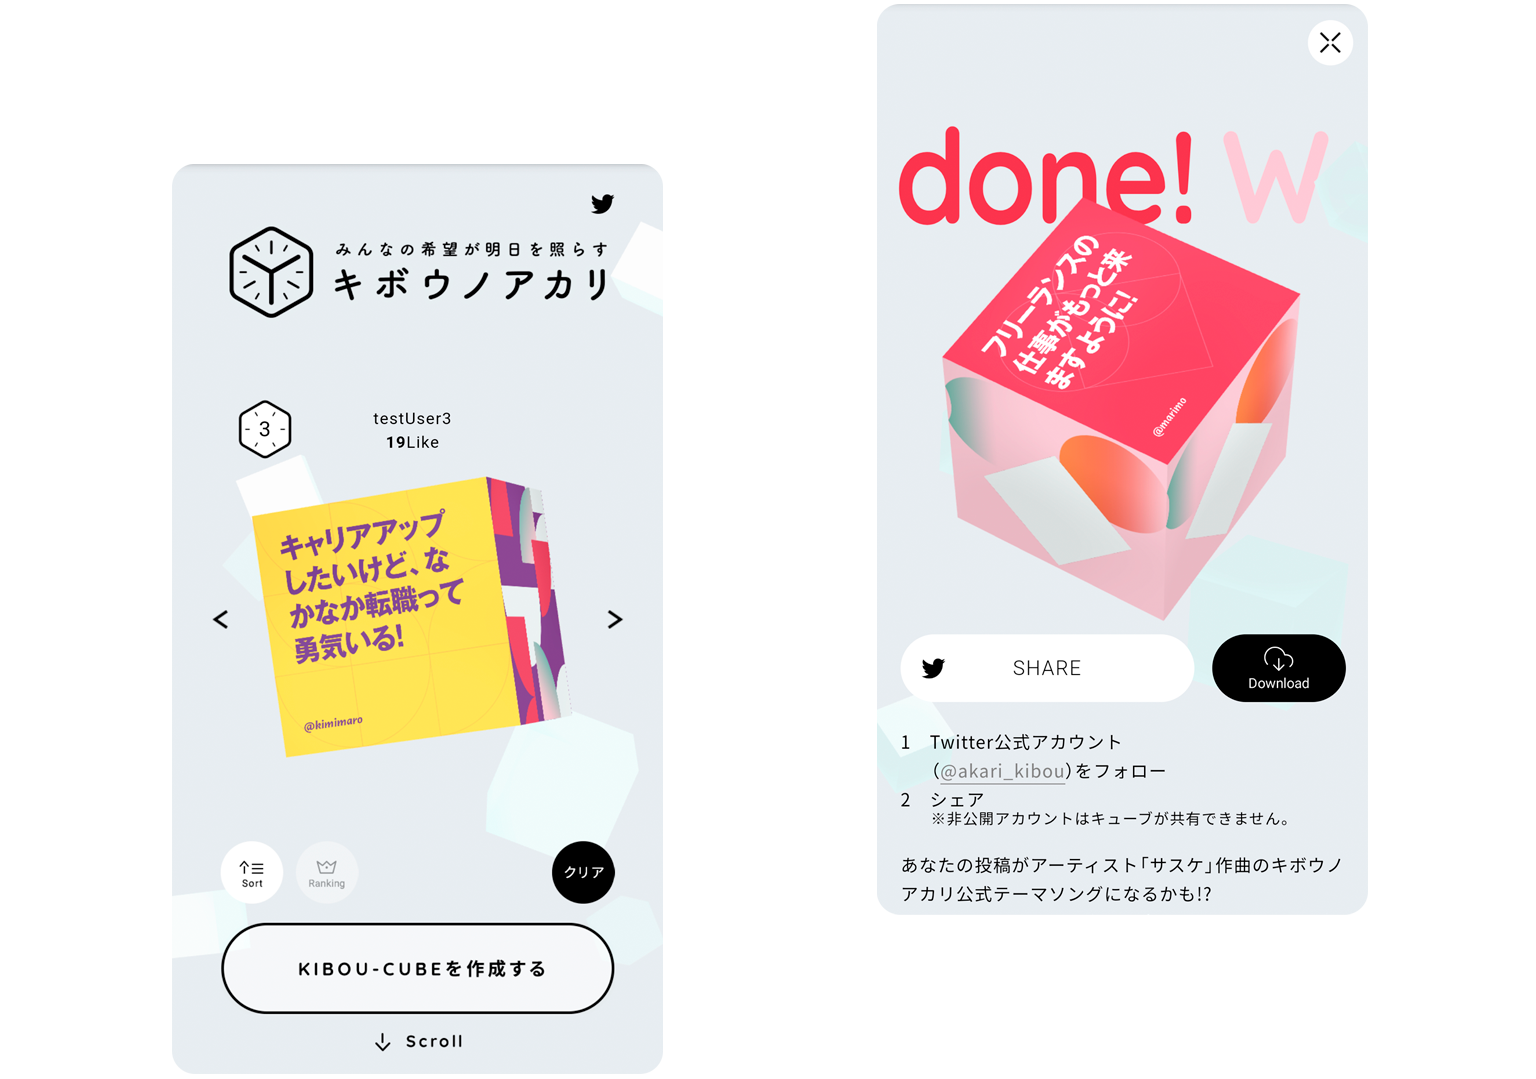 みんなの希望が明日を照らす
キボウノアカリ
3
testUser3
19Like
キャリアアップ
したいけど、な
かなか転職って
勇気いる!
@kimimaro
<
>
Sort
Ranking
クリア
KIBOU-CUBEを作成する
Scroll
done! W
フリーランスの
仕事がもっと来
ますように!
@marimo
SHARE
Download
1 Twitter公式アカウント
(@akari_kibou)をフォロー
2 シェア
※非公開アカウントはキューブが共有できません。
あなたの投稿がアーティスト「サスケ」作曲のキボウノ
アカリ公式テーマソングになるかも!?